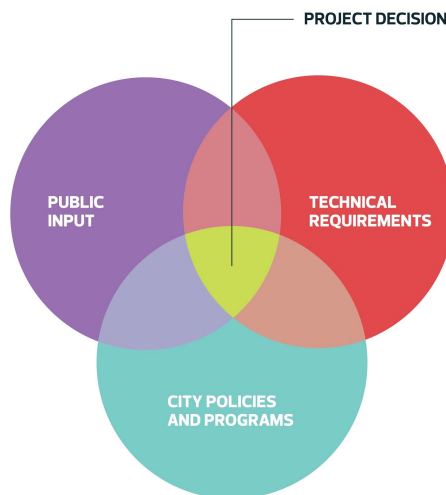 PROJECT DECISION
PUBLIC
INPUT
TECHNICAL
REQUIREMENTS
CITY POLICIES
AND PROGRAMS